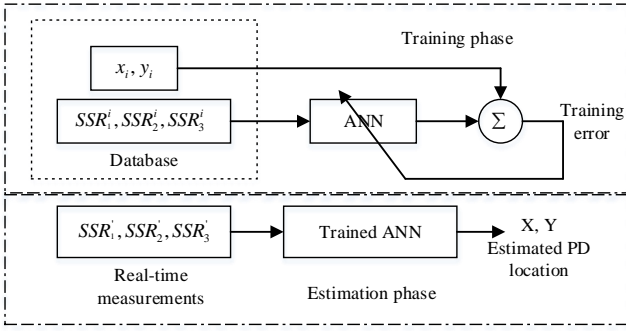 Training phase
x_i, y_i
SSR_1^i, SSR_2^i, SSR_3^i
ANN
Σ
Training
error
Database
SSR_1^', SSR_2^', SSR_3^'
Trained ANN
X, Y
Estimated PD
location
Real-time
measurements
Estimation phase